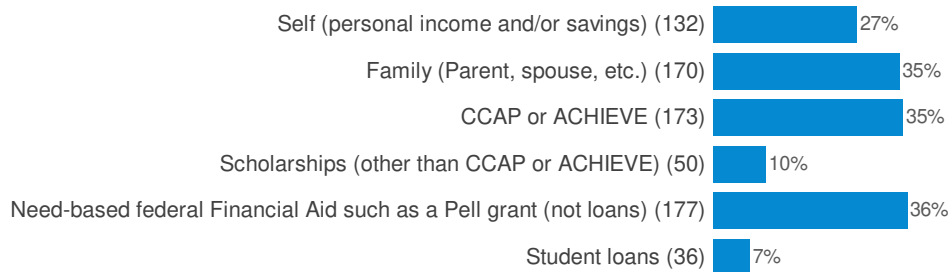 Self (personal income and/or savings) (132) 27%
Family (Parent, spouse, etc.) (170) 35%
CCAP or ACHIEVE (173) 35%
Scholarships (other than CCAP or ACHIEVE) (50) 10%
Need-based federal Financial Aid such as a Pell grant (not loans) (177) 36%
Student loans (36) 7%